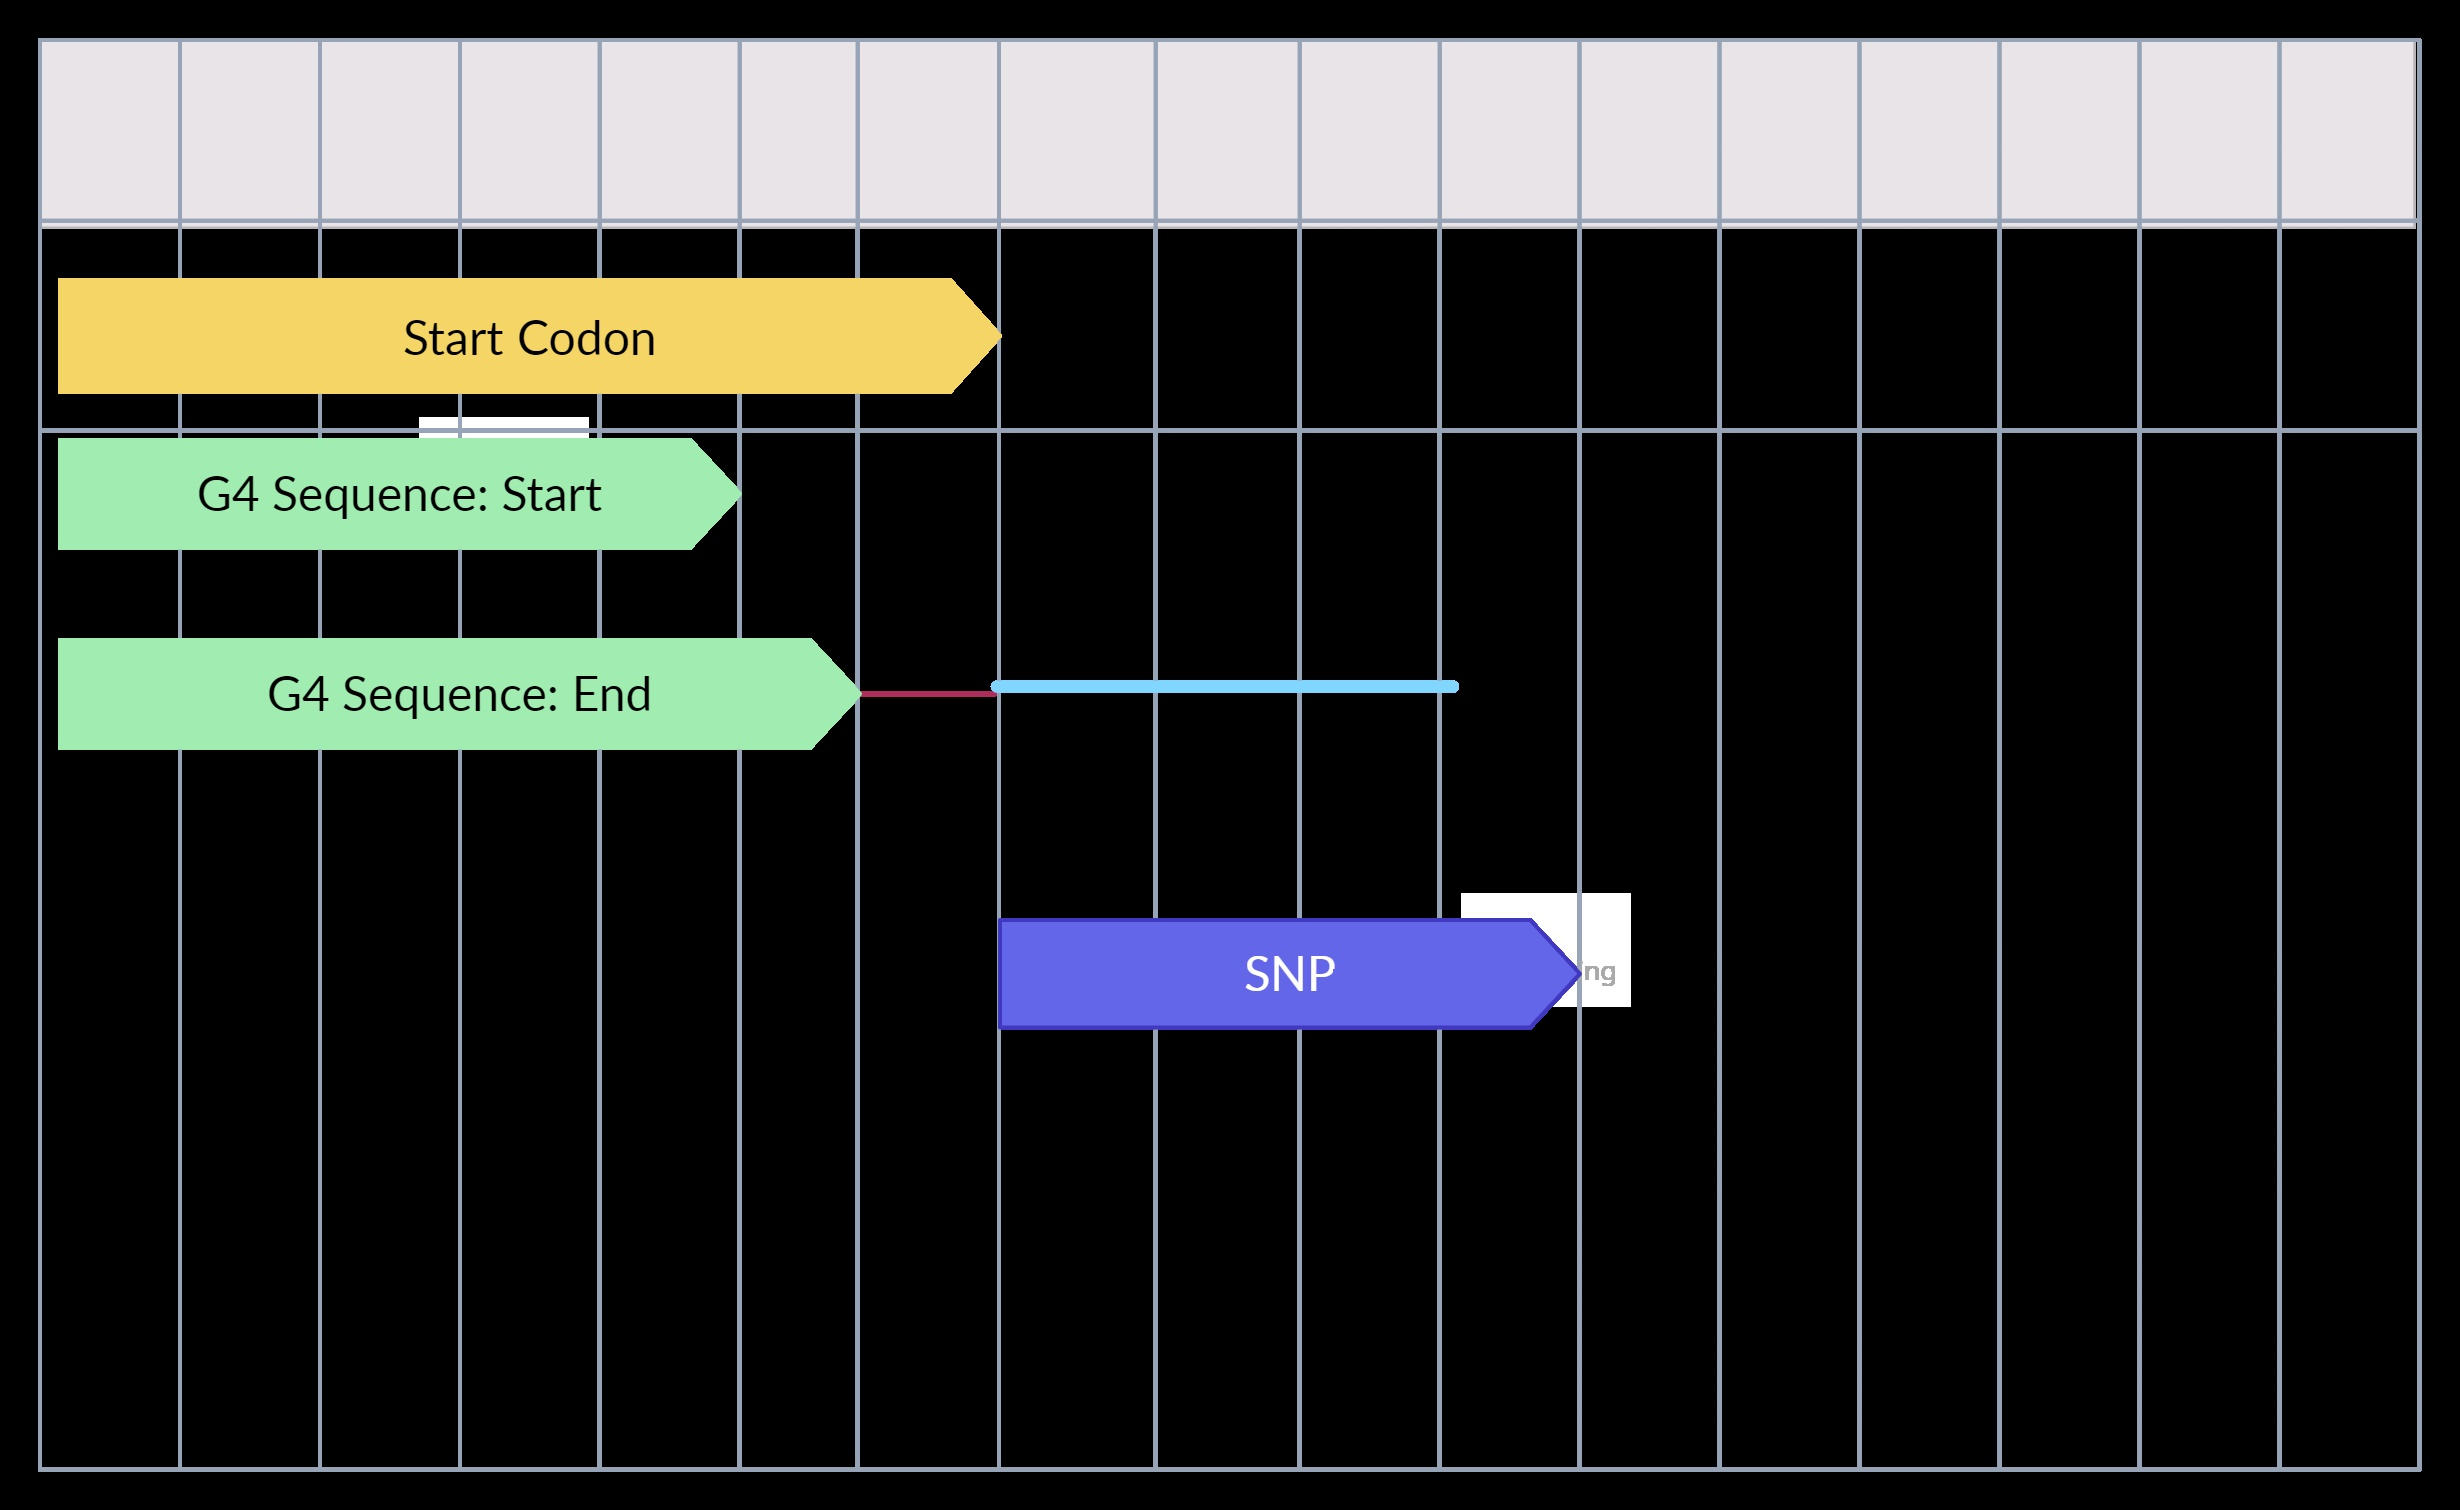 Start Codon
G4 Sequence: Start
G4 Sequence: End
SNP